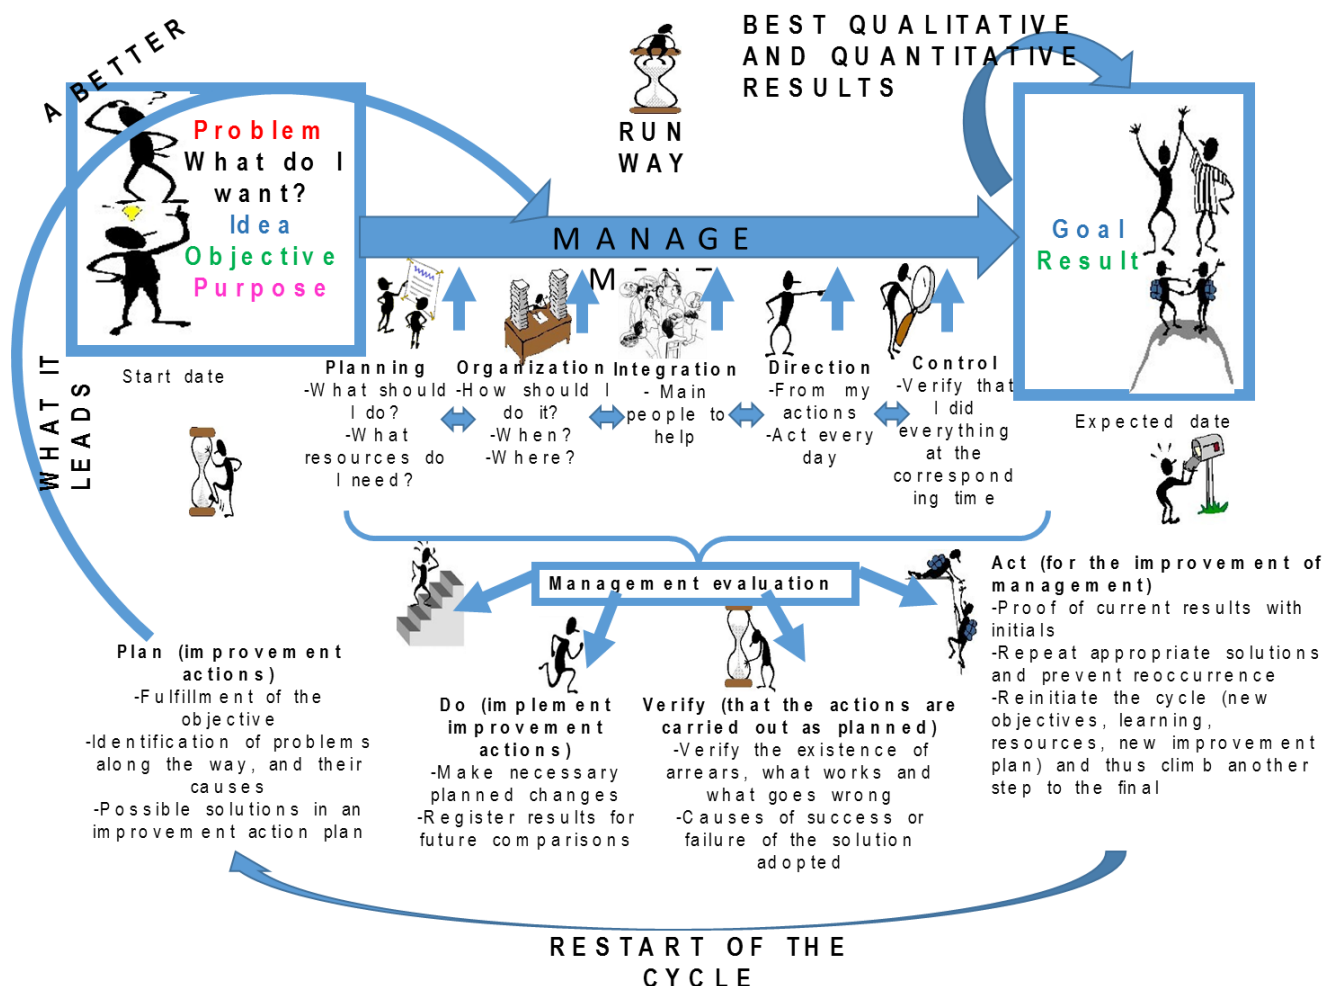 A BETTER
BEST QUALITATIVE
AND QUANTITATIVE
RESULTS
RUN
WAY
Problem
What do I
want?
Idea
Objective
Purpose
MANAGE
MENT
Goal
Result
WHAT IT
LEADS
Start date
Expected date
Planning
-What should
I do?
-What
resources do
I need?
Organization
-How should I
do it?
-When?
-Where?
Integration
- Main
people to
help
Direction
-From my
actions
-Act every
day
Control
-Verify that
I did
everything
at the
correspond
ing time
Management evaluation
Plan (improvement
actions)
-Fulfillment of the
objective
-Identification of problems
along the way, and their
causes
-Possible solutions in an
improvement action plan
Do (implement
improvement
actions)
-Make necessary
planned changes
-Register results for
future comparisons
Verify (that the actions are
carried out as planned)
-Verify the existence of
arrears, what works and
what goes wrong
-Causes of success or
failure of the solution
adopted
Act (for the improvement of
management)
-Proof of current results with
initials
-Repeat appropriate solutions
and prevent reoccurrence
-Reinitiate the cycle (new
objectives, learning,
resources, new improvement
plan) and thus climb another
step to the final
RESTART OF THE
CYCLE